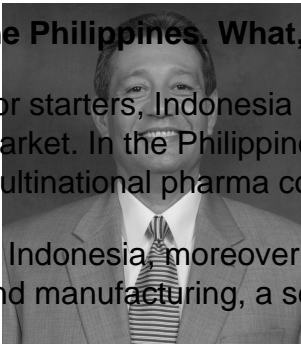 e Philippines. What,
or starters, Indonesia
arket. In the Philippin
ultinational pharma co
Indonesia, moreover
nd manufacturing, a s